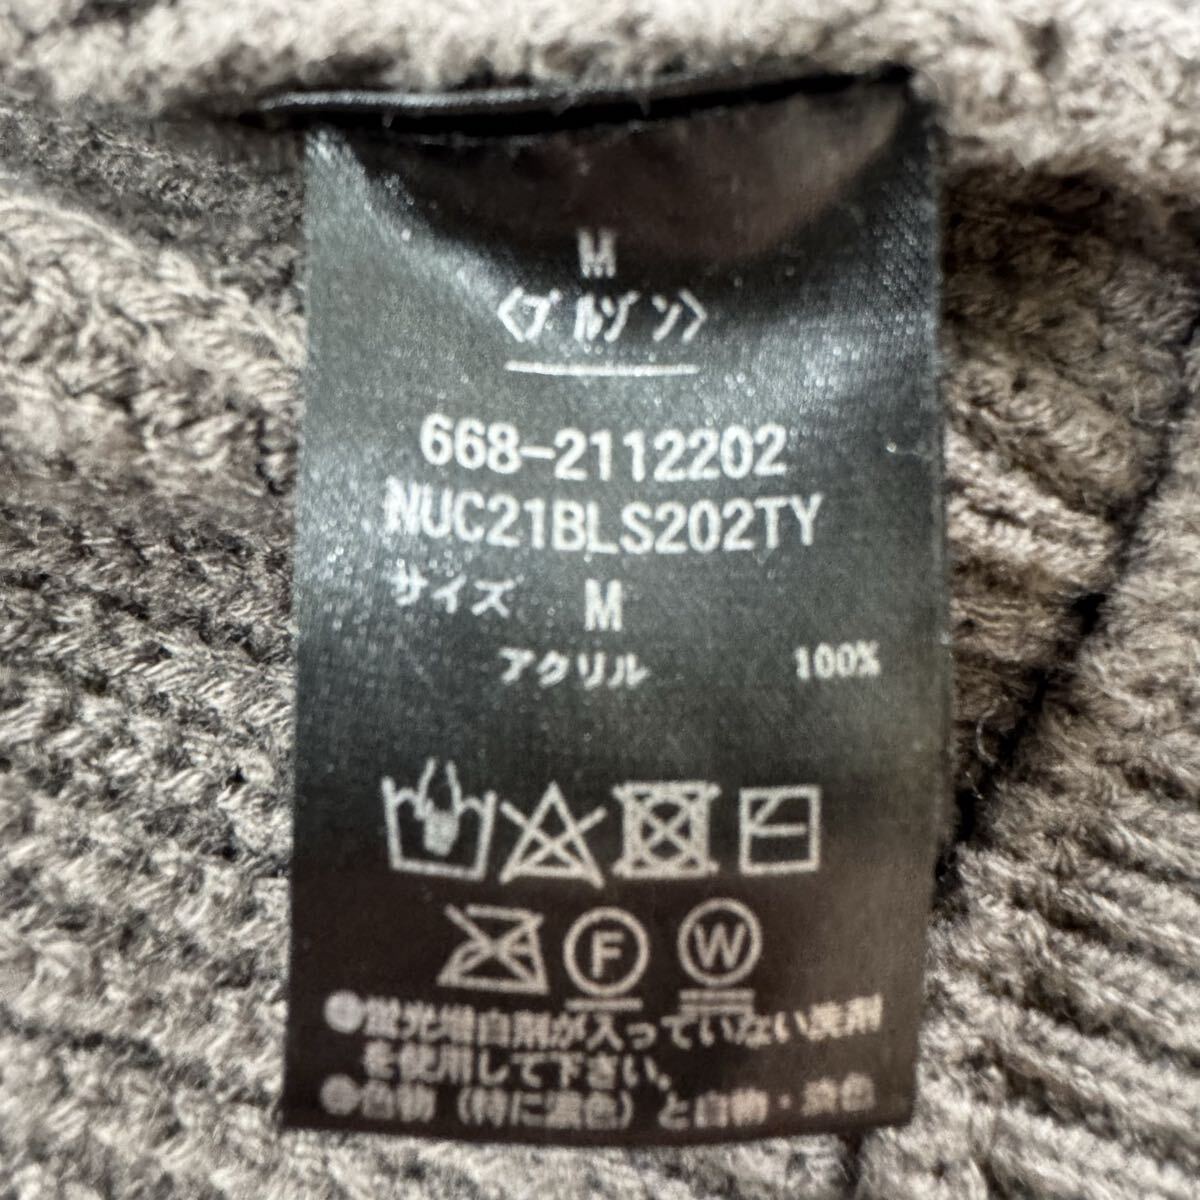 M
〈ブルゾン〉
668-2112202
NUC21BLS202TY
サイズ M
アクリル 100%
F W
●蛍光増白剤が入っていない洗剤
を使用して下さい。
●色物（特に濃色）と白物・淡色